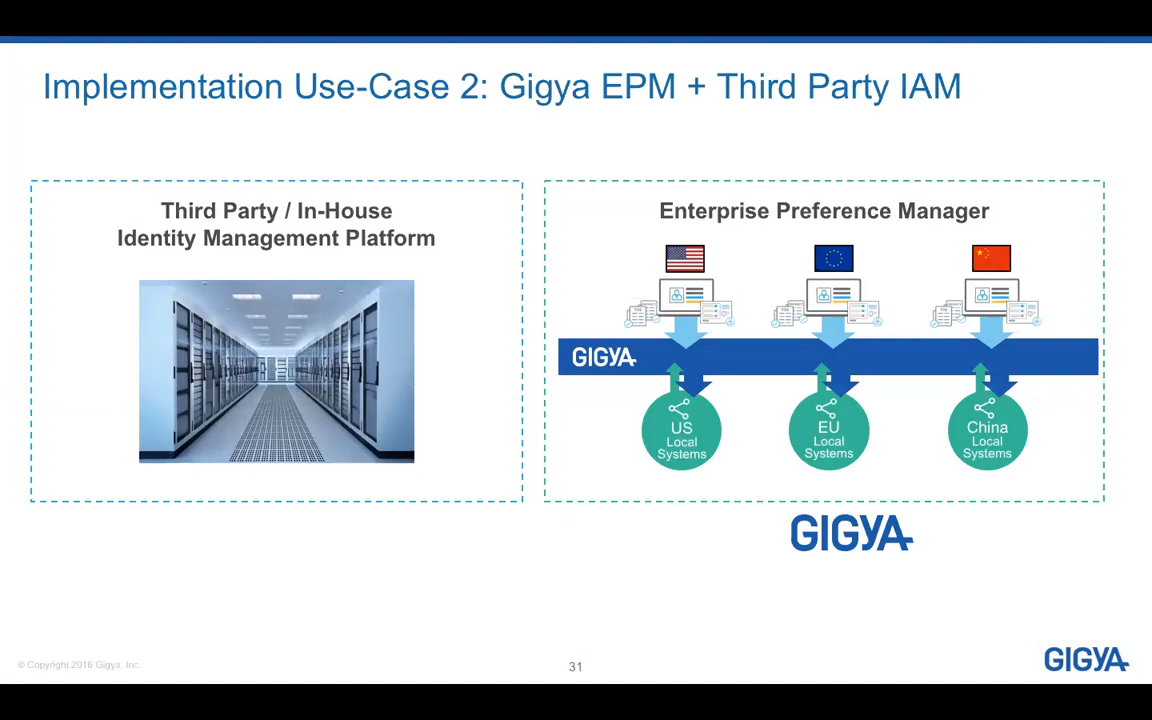 Implementation Use-Case 2: Gigya EPM + Third Party IAM
Third Party / In-House
Identity Management Platform
Enterprise Preference Manager
GIGYA
US
Local
Systems
EU
Local
Systems
China
Local
Systems
GIGYA
© Copyright 2016 Gigya, Inc.
31
GIGYA